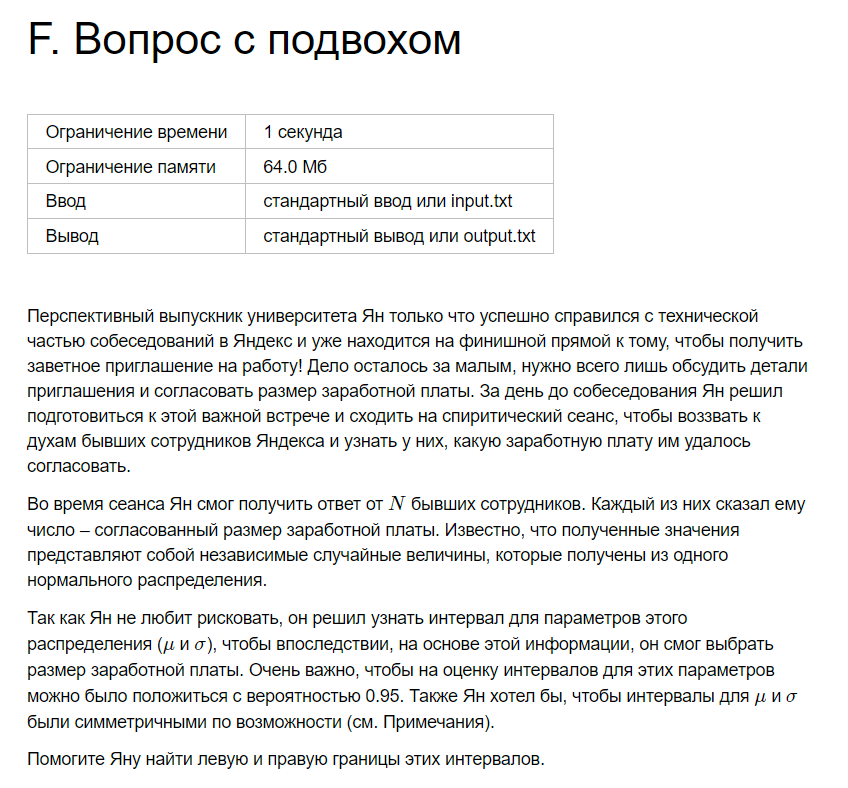 F. Вопрос с подвохом
Ограничение времени 1 секунда
Ограничение памяти 64.0 Мб
Ввод стандартный ввод или input.txt
Вывод стандартный вывод или output.txt
Перспективный выпускник университета Ян только что успешно справился с технической
частью собеседований в Яндекс и уже находится на финишной прямой к тому, чтобы получить
заветное приглашение на работу! Дело осталось за малым, нужно всего лишь обсудить детали
приглашения и согласовать размер заработной платы. За день до собеседования Ян решил
подготовиться к этой важной встрече и сходить на спиритический сеанс, чтобы воззвать к
духам бывших сотрудников Яндекса и узнать у них, какую заработную плату им удалось
согласовать.
Во время сеанса Ян смог получить ответ от N бывших сотрудников. Каждый из них сказал ему
число – согласованный размер заработной платы. Известно, что полученные значения
представляют собой независимые случайные величины, которые получены из одного
нормального распределения.
Так как Ян не любит рисковать, он решил узнать интервал для параметров этого
распределения (μ и σ), чтобы впоследствии, на основе этой информации, он смог выбрать
размер заработной платы. Очень важно, чтобы на оценку интервалов для этих параметров
можно было положиться с вероятностью 0.95. Также Ян хотел бы, чтобы интервалы для μ и σ
были симметричными по возможности (см. Примечания).
Помогите Яну найти левую и правую границы этих интервалов.